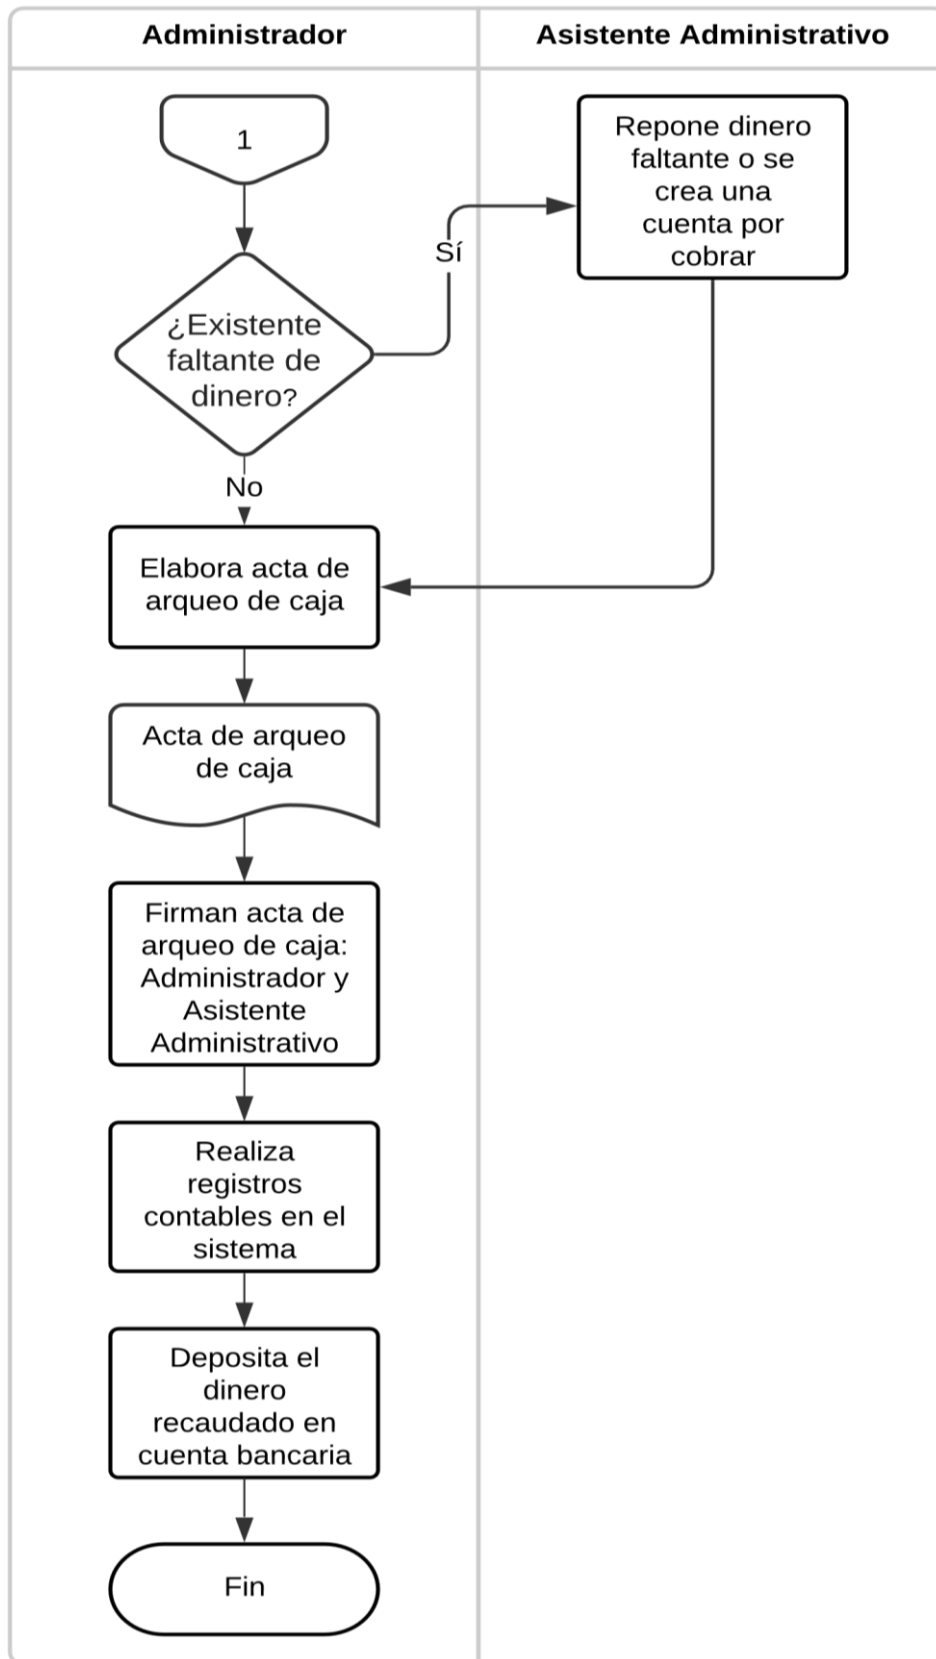 Administrador
Asistente Administrativo
1
Repone dinero
faltante o se
crea una
cuenta por
cobrar
Sí
¿Existente
faltante de
dinero?
No
Elabora acta de
arqueo de caja
Acta de arqueo
de caja
Firman acta de
arqueo de caja:
Administrador y
Asistente
Administrativo
Realiza
registros
contables en el
sistema
Deposita el
dinero
recaudado en
cuenta bancaria
Fin